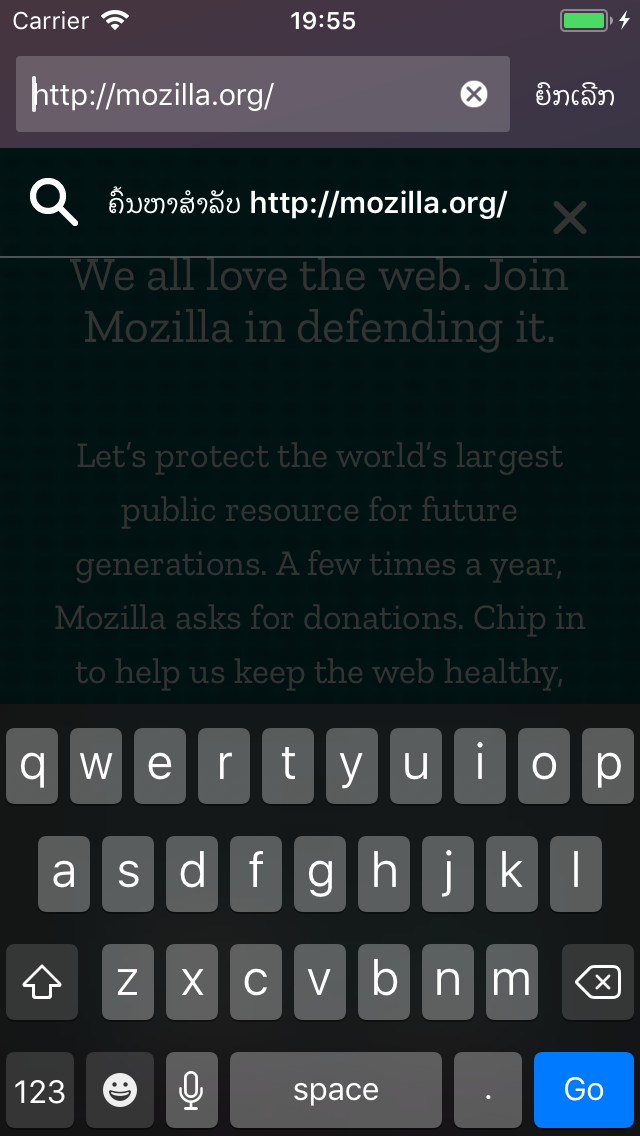 Carrier 19:55
http://mozilla.org/ ຍົກເລີກ
ຄົ້ນຫາສຳລັບ http://mozilla.org/
We all love the web. Join
Mozilla in defending it.
Let’s protect the world’s largest
public resource for future
generations. A few times a year,
Mozilla asks for donations. Chip in
to help us keep the web healthy,
q w e r t y u i o p
a s d f g h j k l
z x c v b n m
123 space . Go